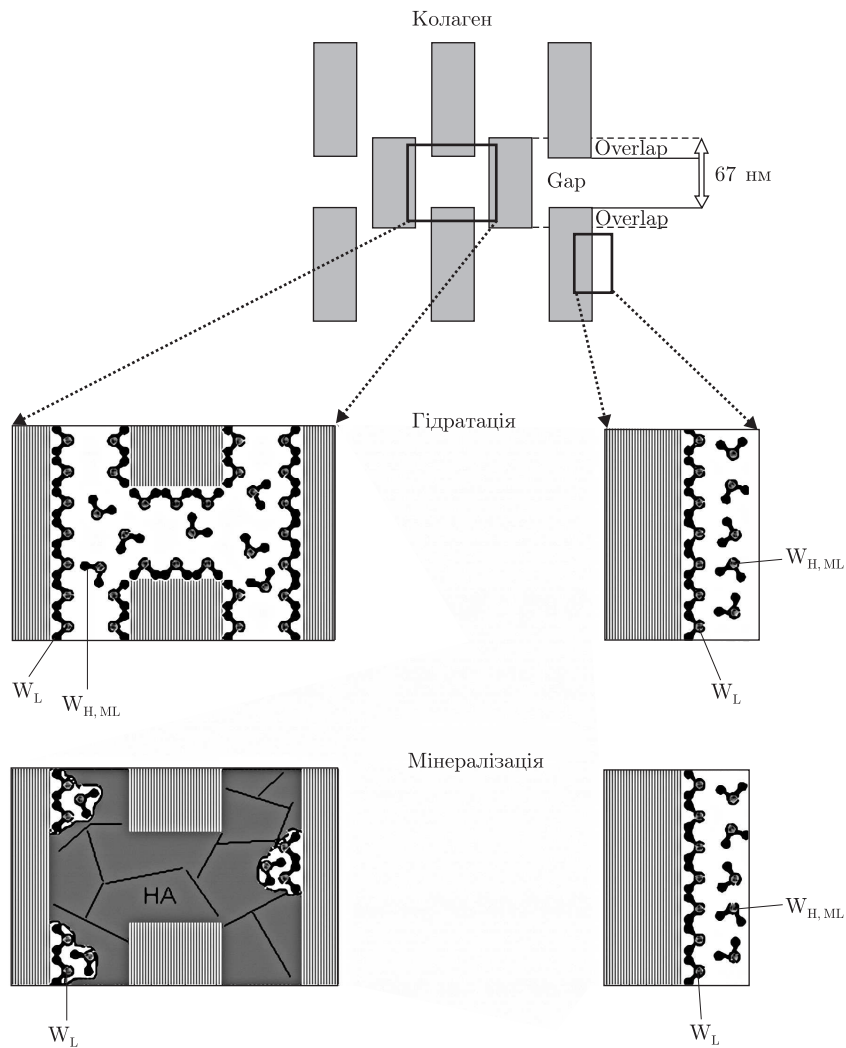 Колаген
Overlap
67 нм
Gap
Overlap
Гідратація
W_H, ML
W_L
W_L
W_H, ML
Мінералізація
HA
W_H, ML
W_L
W_L